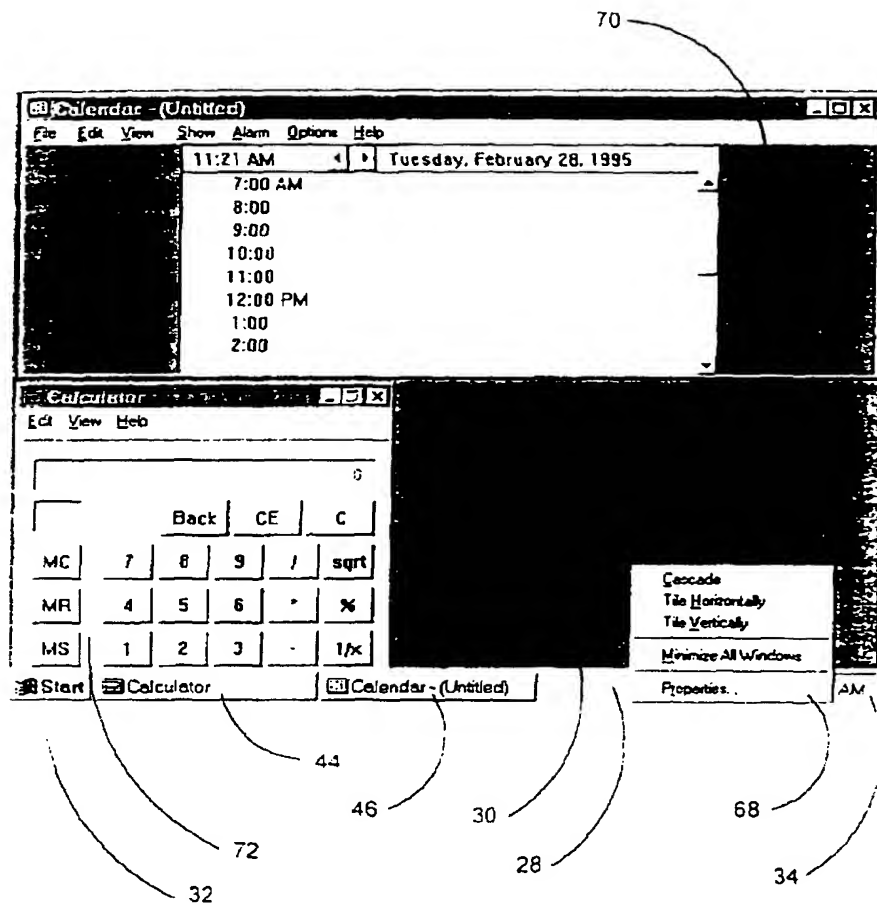 70
Calendar - (Untitled)
File Edit View Show Alarm Options Help
11:21 AM Tuesday, February 28, 1995
7:00 AM
8:00
9:00
10:00
11:00
12:00 PM
1:00
2:00
Calculator
Edit View Help
0
Back CE C
MC 7 8 9 / sqrt
MR 4 5 6 * %
MS 1 2 3 - 1/x
Cascade
Tile Horizontally
Tile Vertically
Minimize All Windows
Properties...
Start Calculator Calendar - (Untitled) AM
44
46 30 68
72 28 34
32